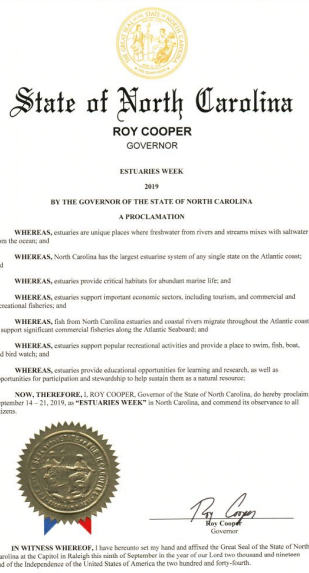 State of North Carolina
ROY COOPER
GOVERNOR
ESTUARIES WEEK
2019
BY THE GOVERNOR OF THE STATE OF NORTH CAROLINA
A PROCLAMATION
WHEREAS, estuaries are unique places where freshwater from rivers and streams mixes with saltwater
om the ocean; and
WHEREAS, North Carolina has the largest estuarine system of any single state on the Atlantic coast;
d
WHEREAS, estuaries provide critical habitats for abundant marine life; and
WHEREAS, estuaries support important economic sectors, including tourism, and commercial and
creational fisheries; and
WHEREAS, fish from North Carolina estuaries and coastal rivers migrate throughout the Atlantic coast
support significant commercial fisheries along the Atlantic Seaboard; and
WHEREAS, estuaries support popular recreational activities and provide a place to swim, fish, boat,
d bird watch; and
WHEREAS, estuaries provide educational opportunities for learning and research, as well as
portunities for participation and stewardship to help sustain them as a natural resource;
NOW, THEREFORE, I, ROY COOPER, Governor of the State of North Carolina, do hereby proclaim
eptember 14 – 21, 2019, as "ESTUARIES WEEK" in North Carolina, and commend its observance to all
tizens.
Roy Cooper
Roy Cooper
Governor
IN WITNESS WHEREOF, I have hereunto set my hand and affixed the Great Seal of the State of North
arolina at the Capitol in Raleigh this ninth of September in the year of our Lord two thousand and nineteen
d of the Independence of the United States of America the two hundred and forty-fourth.